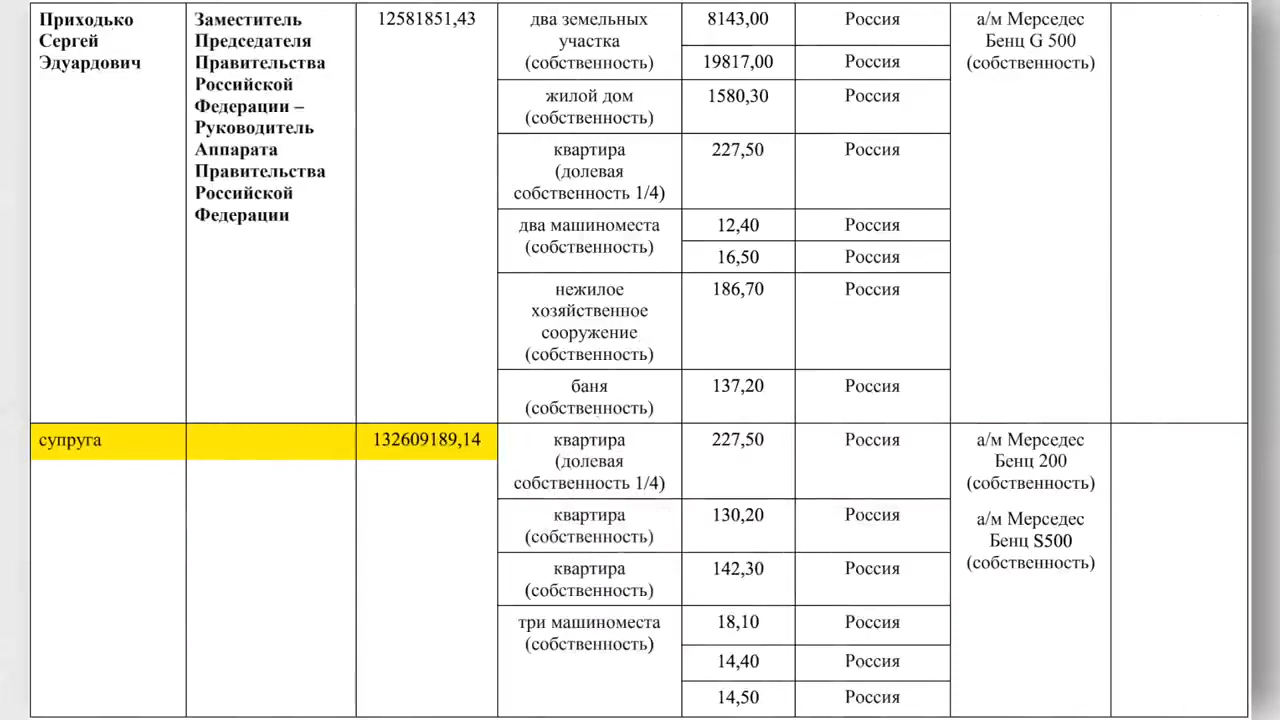 Приходько
Сергей
Эдуардович
Заместитель
Председателя
Правительства
Российской
Федерации –
Руководитель
Аппарата
Правительства
Российской
Федерации
12581851,43
два земельных
участка
(собственность)
8143,00
Россия
19817,00
Россия
жилой дом
(собственность)
1580,30
Россия
квартира
(долевая
собственность 1/4)
227,50
Россия
два машиноместа
(собственность)
12,40
Россия
16,50
Россия
нежилое
хозяйственное
сооружение
(собственность)
186,70
Россия
баня
(собственность)
137,20
Россия
а/м Мерседес
Бенц G 500
(собственность)
супруга
132609189,14
квартира
(долевая
собственность 1/4)
227,50
Россия
квартира
(собственность)
130,20
Россия
квартира
(собственность)
142,30
Россия
три машиноместа
(собственность)
18,10
Россия
14,40
Россия
14,50
Россия
а/м Мерседес
Бенц 200
(собственность)
а/м Мерседес
Бенц S500
(собственность)